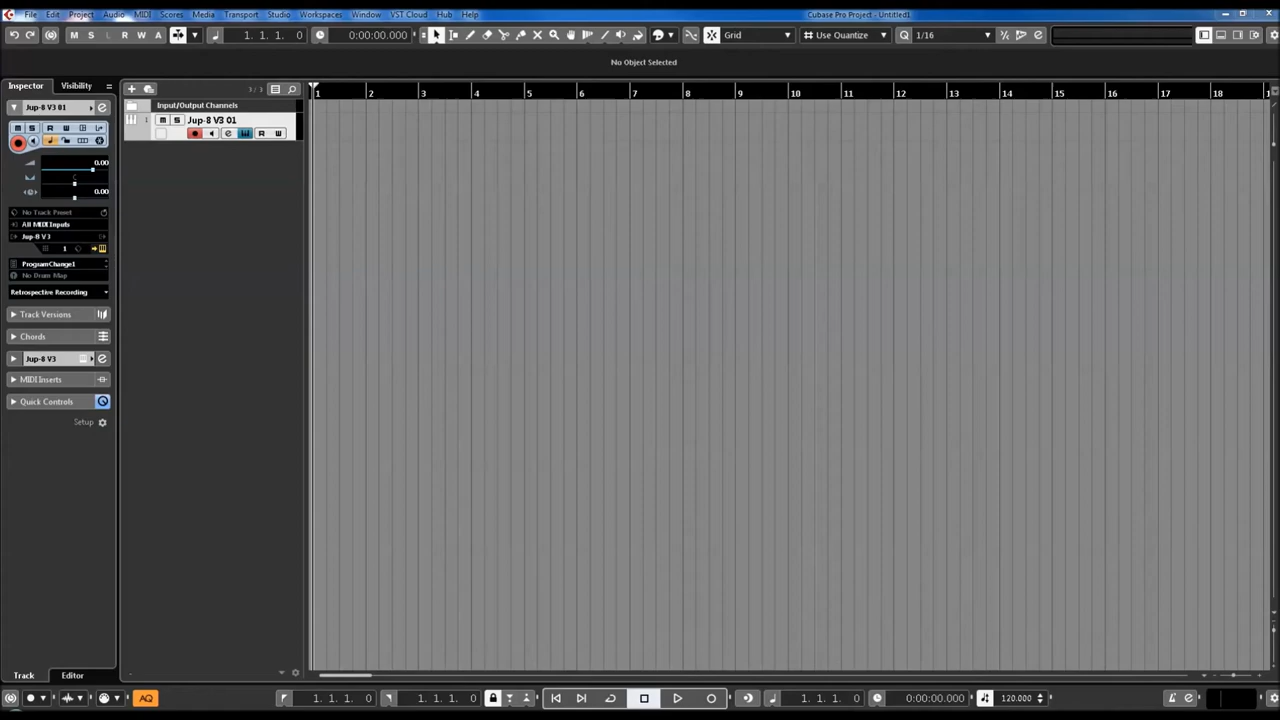 File Edit Project Audio MIDI Scores Media Transport Studio Workspaces Window VST Cloud Hub Help Cubase Pro Project - Untitled1
M S L R W A 1. 1. 1. 0 0:00:00.000 Grid Use Quantize Q 1/16
No Object Selected
Inspector Visibility 3 / 3 1 2 3 4 5 6 7 8 9 10 11 12 13 14 15 16 17 18
Jup-8 V3 01 e Input/Output Channels
1 M S Jup-8 V3 01
M S R W
e R W
0.00
C
0.00
No Track Preset
All MIDI Inputs
Jup-8 V3
1
ProgramChange1
No Drum Map
Retrospective Recording
Track Versions
Chords
Jup-8 V3 e
MIDI Inserts
Quick Controls
Setup
Track Editor
AQ 1. 1. 1. 0 1. 1. 1. 0 1. 1. 1. 0 0:00:00.000 120.000